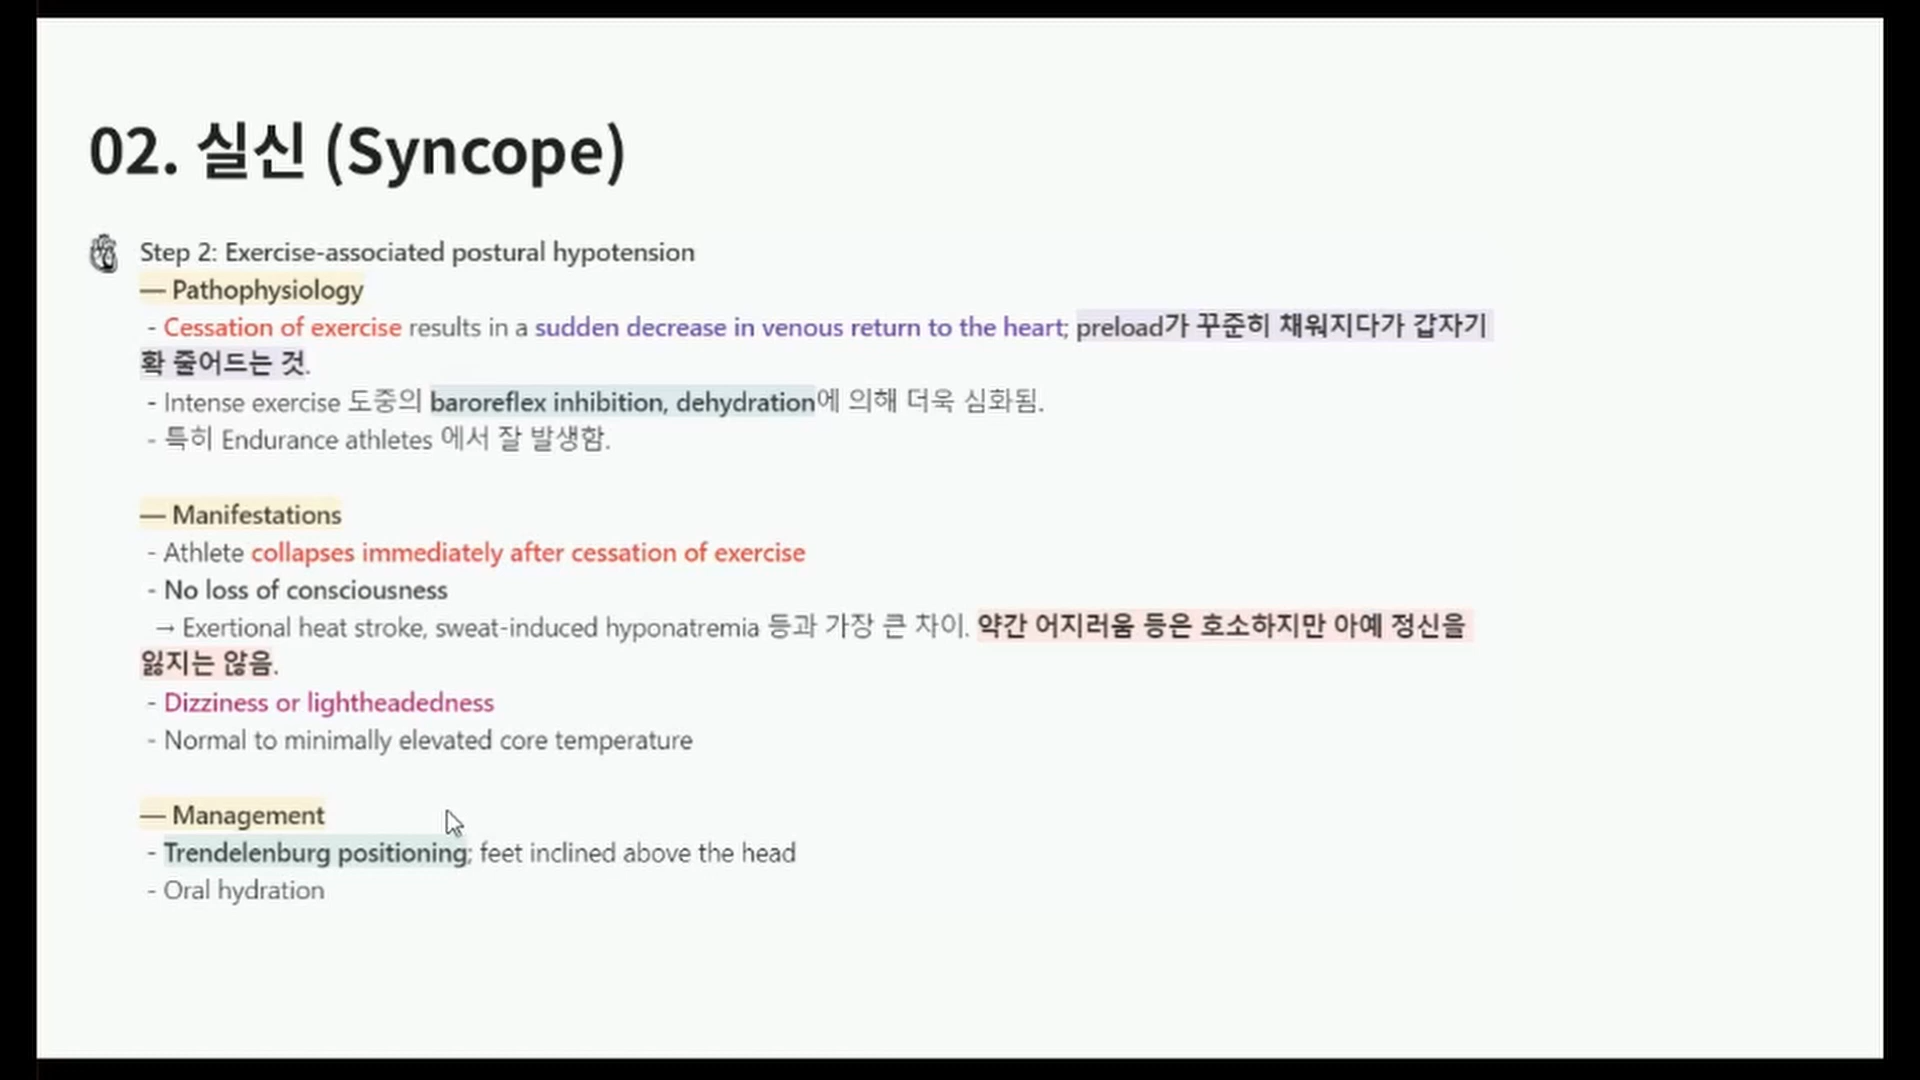 02. 실신 (Syncope)
Step 2: Exercise-associated postural hypotension
— Pathophysiology
- Cessation of exercise results in a sudden decrease in venous return to the heart; preload가 꾸준히 채워지다가 갑자기
확 줄어드는 것.
- Intense exercise 도중의 baroreflex inhibition, dehydration에 의해 더욱 심화됨.
- 특히 Endurance athletes 에서 잘 발생함.
— Manifestations
- Athlete collapses immediately after cessation of exercise
- No loss of consciousness
→ Exertional heat stroke, sweat-induced hyponatremia 등과 가장 큰 차이. 약간 어지러움 등은 호소하지만 아예 정신을
잃지는 않음.
- Dizziness or lightheadedness
- Normal to minimally elevated core temperature
— Management
- Trendelenburg positioning; feet inclined above the head
- Oral hydration